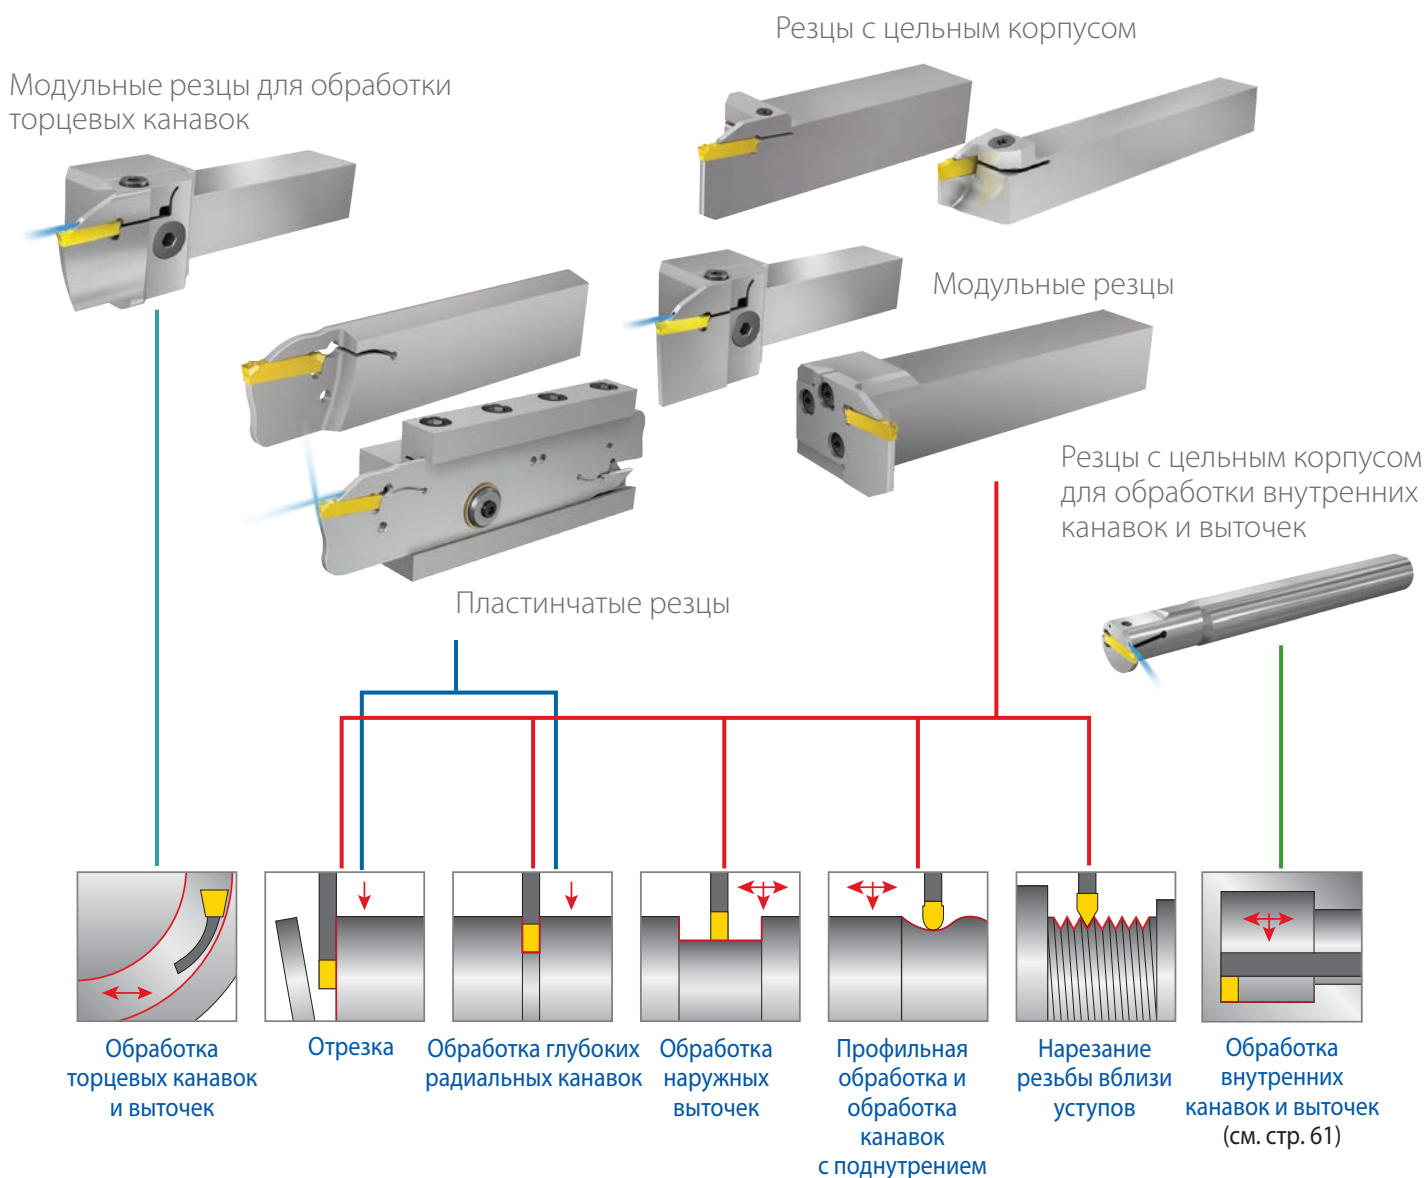 Резцы с цельным корпусом
Модульные резцы для обработки
торцевых канавок
Модульные резцы
Резцы с цельным корпусом
для обработки внутренних
канавок и выточек
Пластинчатые резцы
Обработка
торцевых канавок
и выточек
Отрезка
Обработка глубоких
радиальных канавок
Обработка
наружных
выточек
Профильная
обработка и
обработка
канавок
с поднутрением
Нарезание
резьбы вблизи
уступов
Обработка
внутренних
канавок и выточек
(см. стр. 61)